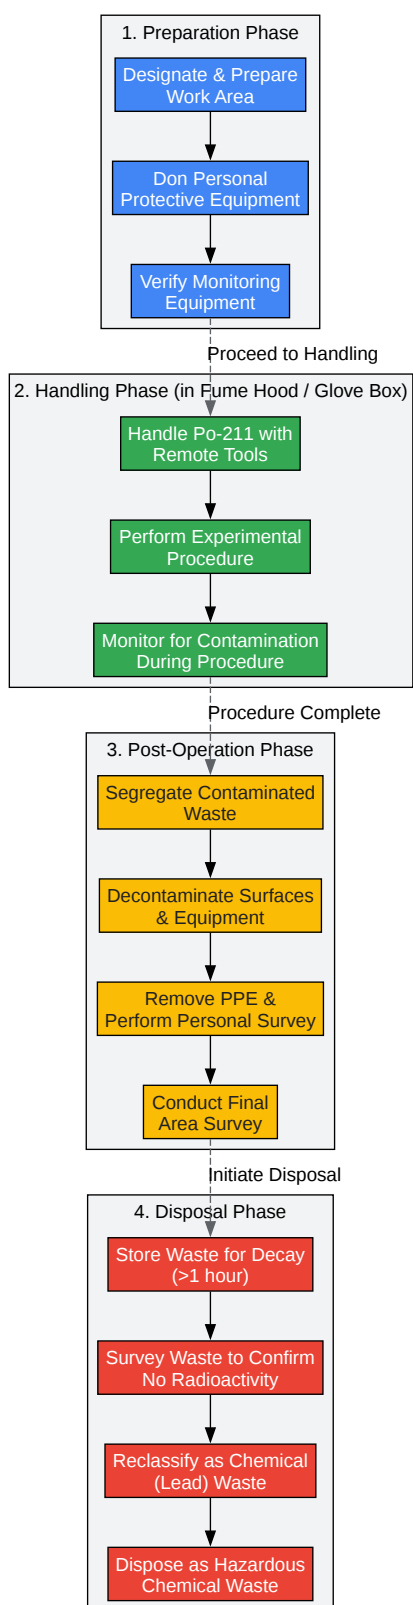 1. Preparation Phase
Designate & Prepare
Work Area
Don Personal
Protective Equipment
Verify Monitoring
Equipment
Proceed to Handling
2. Handling Phase (in Fume Hood / Glove Box)
Handle Po-211 with
Remote Tools
Perform Experimental
Procedure
Monitor for Contamination
During Procedure
Procedure Complete
3. Post-Operation Phase
Segregate Contaminated
Waste
Decontaminate Surfaces
& Equipment
Remove PPE &
Perform Personal Survey
Conduct Final
Area Survey
Initiate Disposal
4. Disposal Phase
Store Waste for Decay
(>1 hour)
Survey Waste to Confirm
No Radioactivity
Reclassify as Chemical
(Lead) Waste
Dispose as Hazardous
Chemical Waste